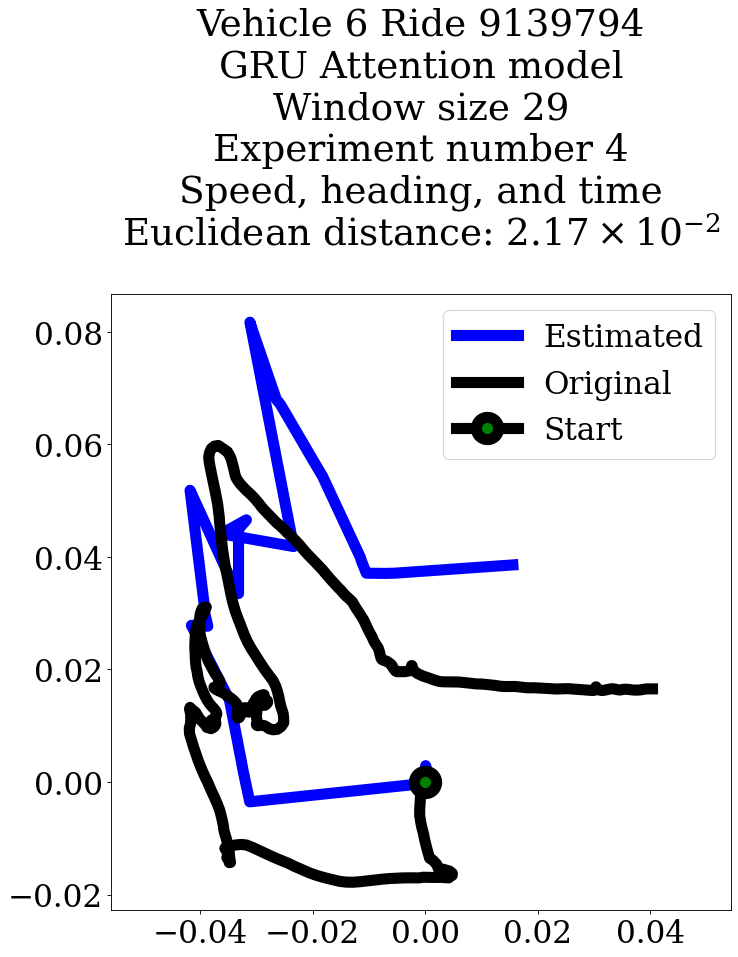 Vehicle 6 Ride 9139794
GRU Attention model
Window size 29
Experiment number 4
Speed, heading, and time
Euclidean distance: 2.17 × 10⁻²
Estimated
Original
Start
0.08
0.06
0.04
0.02
0.00
−0.02
−0.04 −0.02 0.00 0.02 0.04